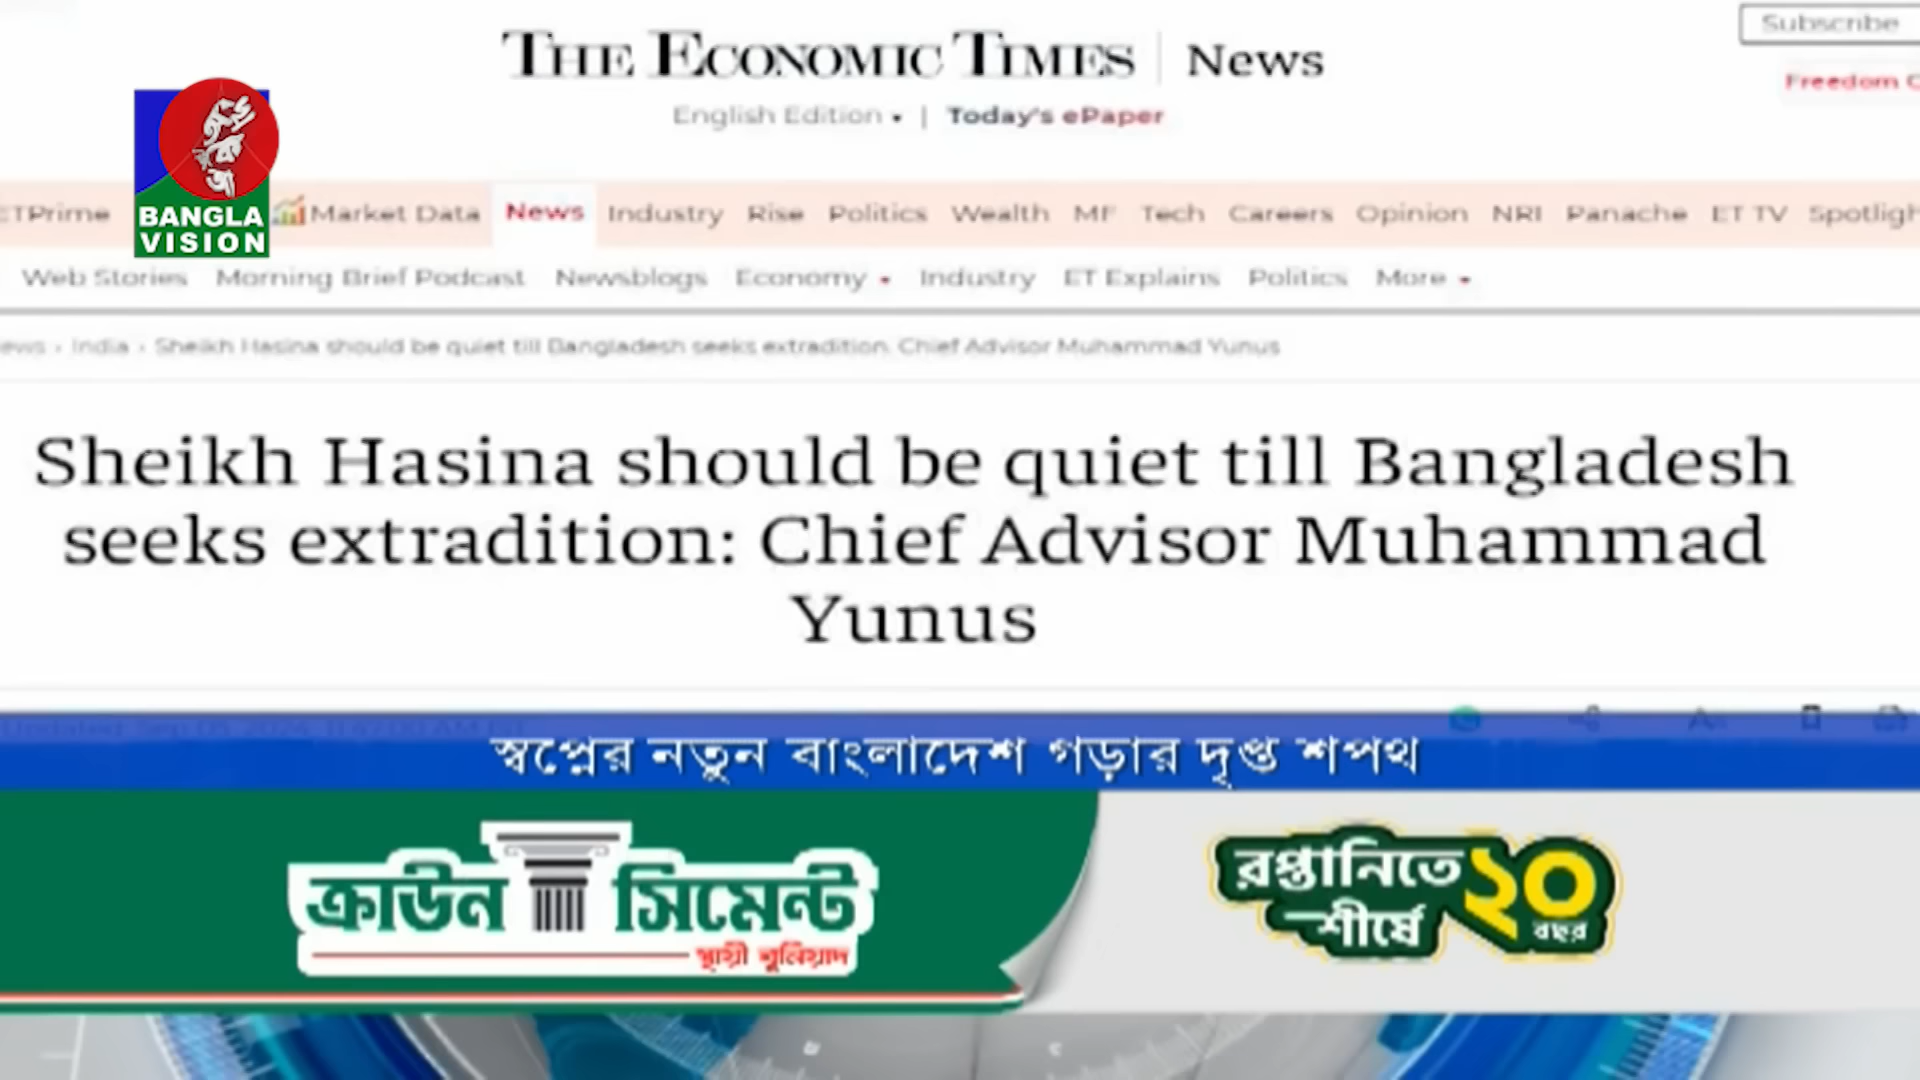 THE ECONOMIC TIMES | News
Subscribe
English Edition | Today's ePaper
Freedom
দৃষ্টি
BANGLA
VISION
ETPrime Market Data News Industry Rise Politics Wealth MF Tech Careers Opinion NRI Panache ET TV Spotligh
Web Stories Morning Brief Podcast Newsblogs Economy Industry ET Explains Politics More
ews › India › Sheikh Hasina should be quiet till Bangladesh seeks extradition: Chief Advisor Muhammad Yunus
Sheikh Hasina should be quiet till Bangladesh
seeks extradition: Chief Advisor Muhammad
Yunus
স্বপ্নের নতুন বাংলাদেশ গড়ার দৃপ্ত শপথ
ক্রাউন সিমেন্ট
স্থায়ী বুনিয়াদ
রপ্তানিতে
শীর্ষে
২০
বছর